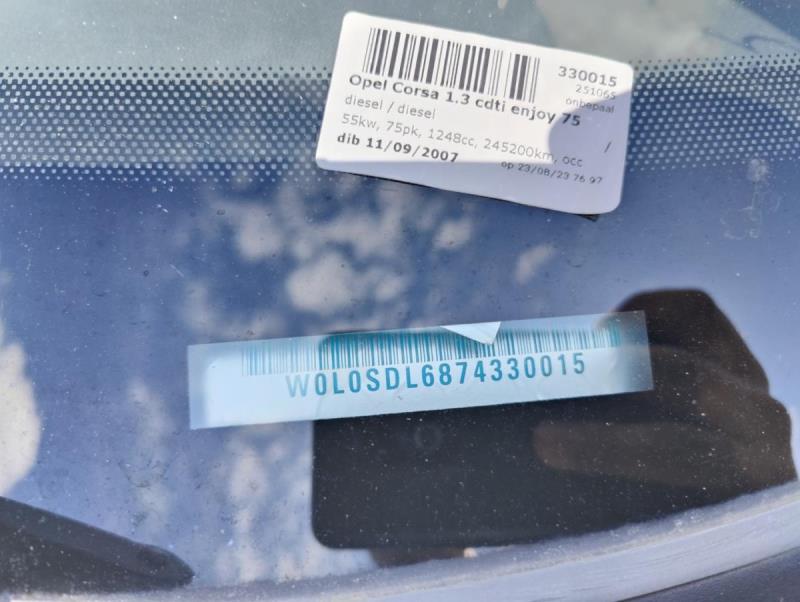 330015
251065
Opel Corsa 1.3 cdti enjoy 75
onbepaal
diesel / diesel /
55kw, 75pk, 1248cc, 245200km, occ
dib 11/09/2007 op 23/08/23 76 97
W0L0SDL6874330015